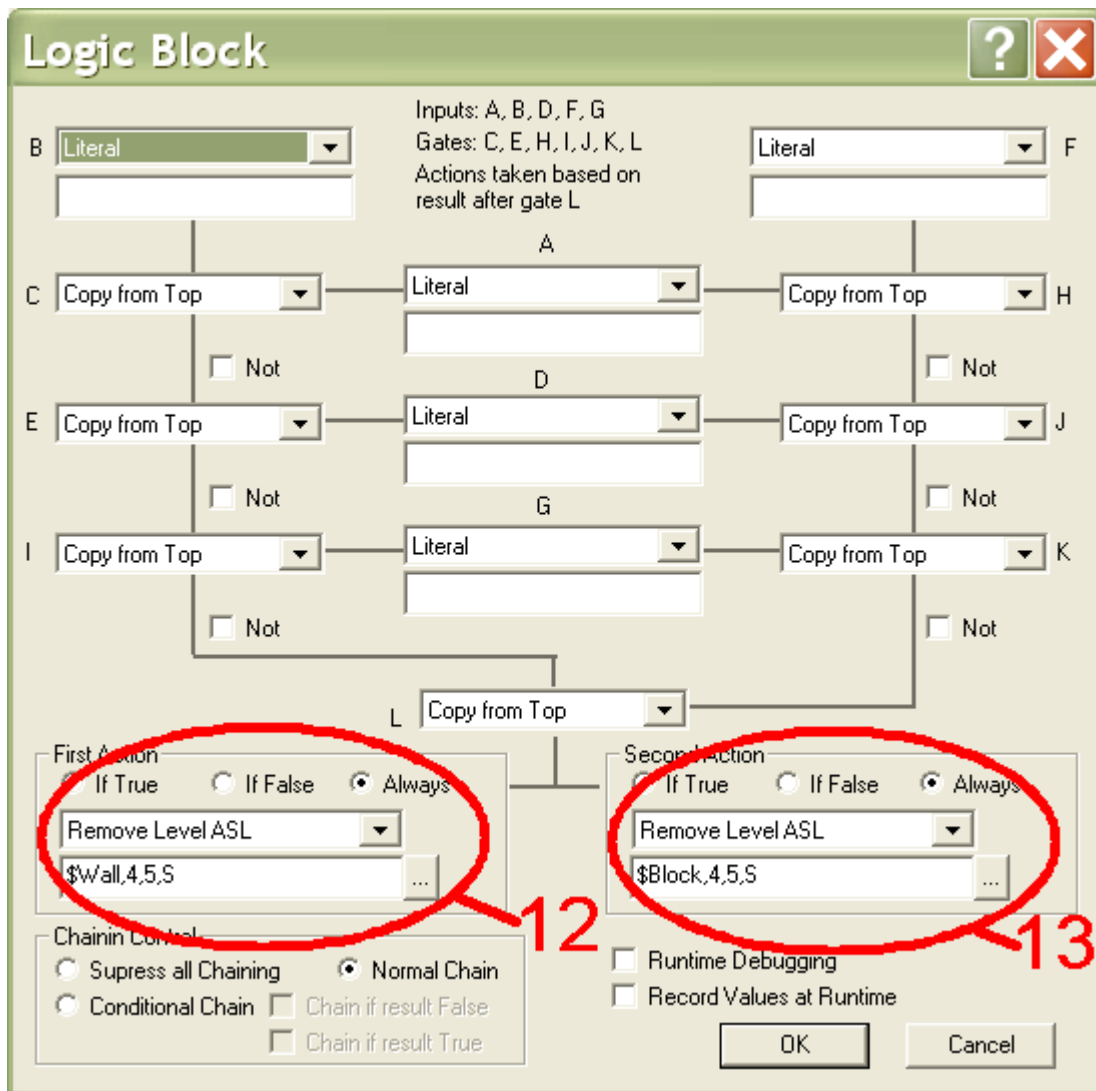 Logic Block
Inputs: A, B, D, F, G
Gates: C, E, H, I, J, K, L
Actions taken based on
result after gate L
B Literal
Literal F
A
C Copy from Top
Literal
Copy from Top H
Not
Not
D
E Copy from Top
Literal
Copy from Top J
Not
Not
G
I Copy from Top
Literal
Copy from Top K
Not
Not
L Copy from Top
First Action
If True If False Always
Remove Level ASL
$Wall,4,5,S ...
12
Second Action
If True If False Always
Remove Level ASL
$Block,4,5,S ...
13
Chainin Control
Supress all Chaining Normal Chain
Conditional Chain Chain if result False
Chain if result True
Runtime Debugging
Record Values at Runtime
OK Cancel